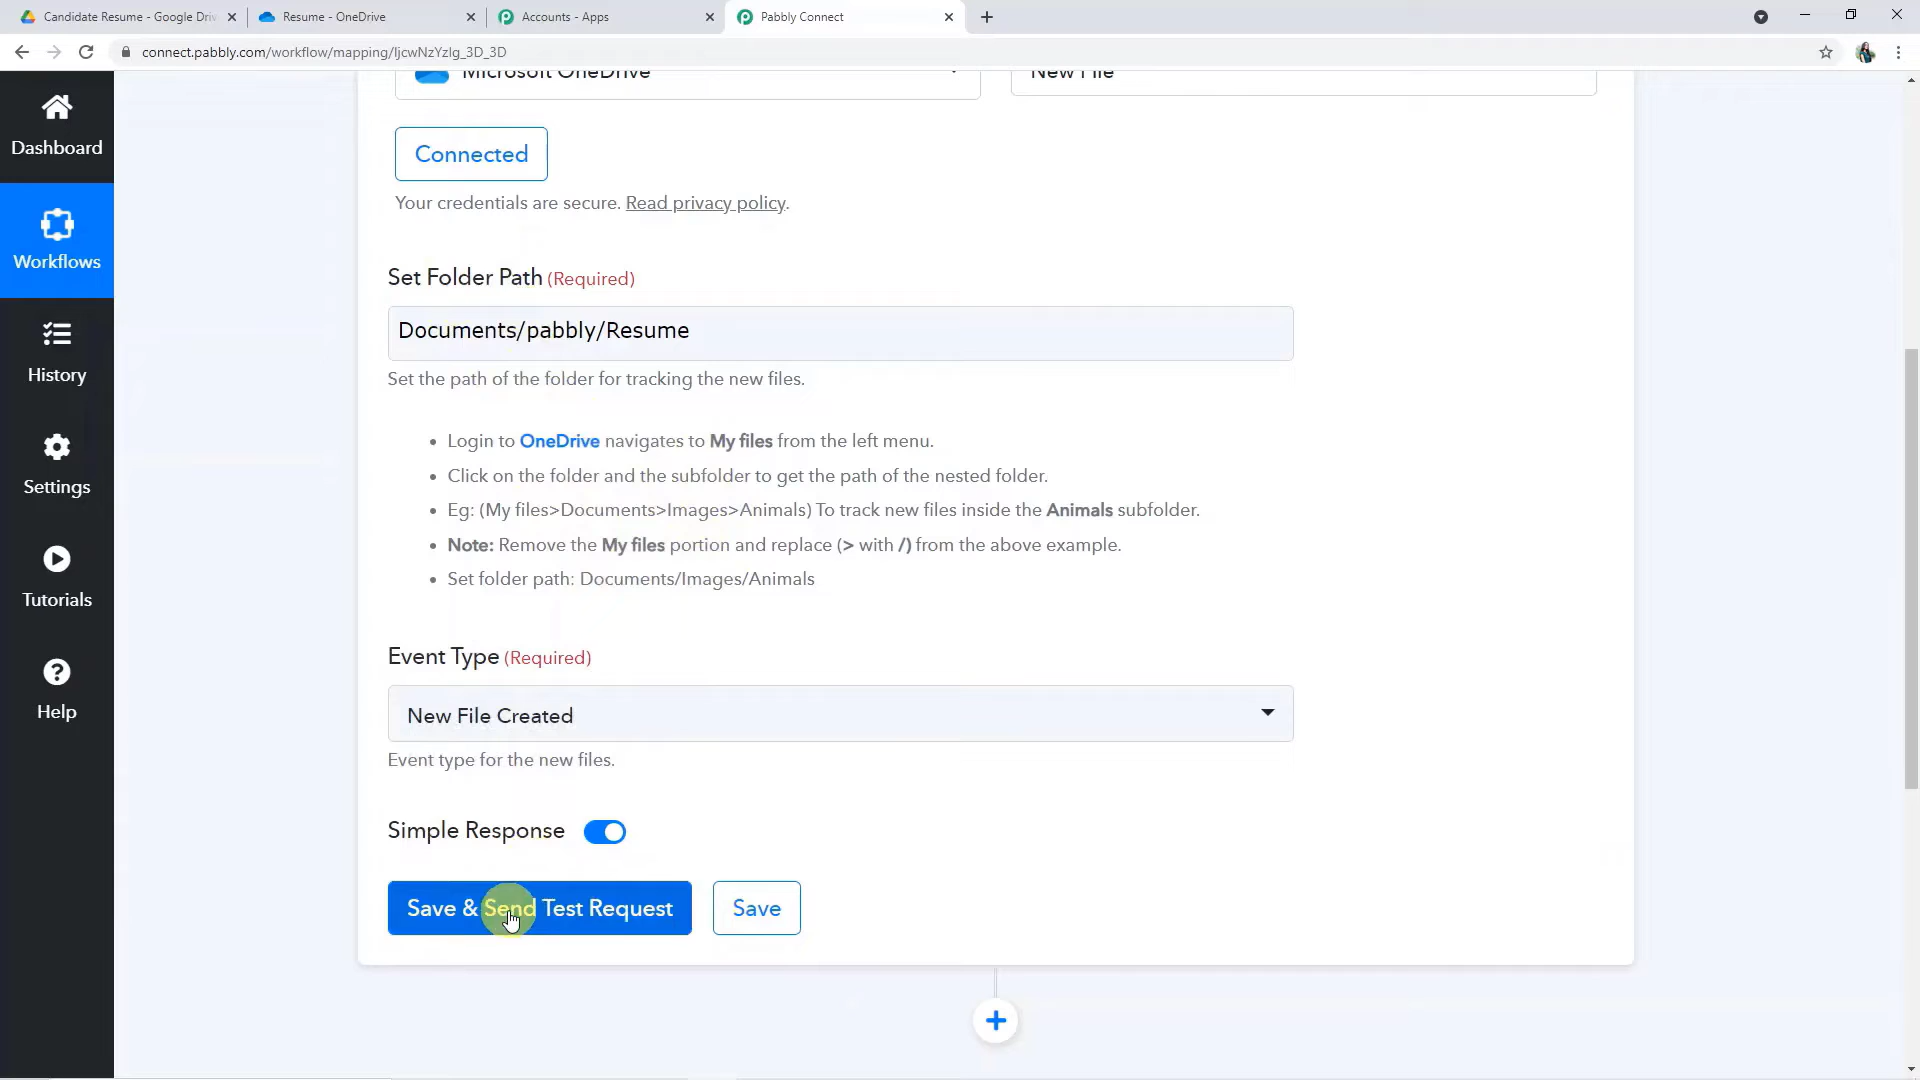 Candidate Resume - Google Driv
Resume - OneDrive
Accounts - Apps
Pabbly Connect
connect.pabbly.com/workflow/mapping/IjcwNzYzIg_3D_3D
Microsoft OneDrive
New File
Dashboard
Connected
Your credentials are secure. Read privacy policy.
Workflows
Set Folder Path (Required)
Documents/pabbly/Resume
History
Set the path of the folder for tracking the new files.
Login to OneDrive navigates to My files from the left menu.
Click on the folder and the subfolder to get the path of the nested folder.
Settings
Eg: (My files>Documents>Images>Animals) To track new files inside the Animals subfolder.
Note: Remove the My files portion and replace (> with /) from the above example.
Set folder path: Documents/Images/Animals
Tutorials
Event Type (Required)
New File Created
Help
Event type for the new files.
Simple Response
Save & Send Test Request
Save